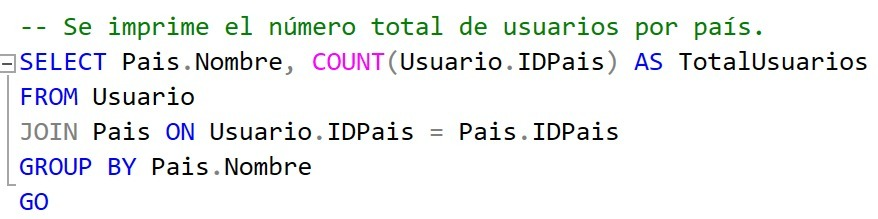 -- Se imprime el número total de usuarios por país.
SELECT Pais.Nombre, COUNT(Usuario.IDPais) AS TotalUsuarios
FROM Usuario
JOIN Pais ON Usuario.IDPais = Pais.IDPais
GROUP BY Pais.Nombre
GO